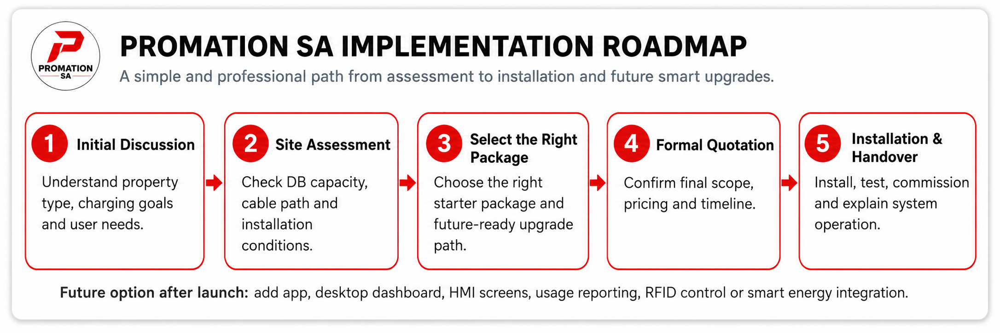 PROMATION
SA
PROMATION SA IMPLEMENTATION ROADMAP
A simple and professional path from assessment to installation and future smart upgrades.
1
Initial Discussion
Understand property
type, charging goals
and user needs.
2
Site Assessment
Check DB capacity,
cable path and
installation
conditions.
3
Select the Right
Package
Choose the right
starter package and
future-ready upgrade
path.
4
Formal Quotation
Confirm final scope,
pricing and timeline.
5
Installation &
Handover
Install, test, commission
and explain system
operation.
Future option after launch: add app, desktop dashboard, HMI screens, usage reporting, RFID control or smart energy integration.